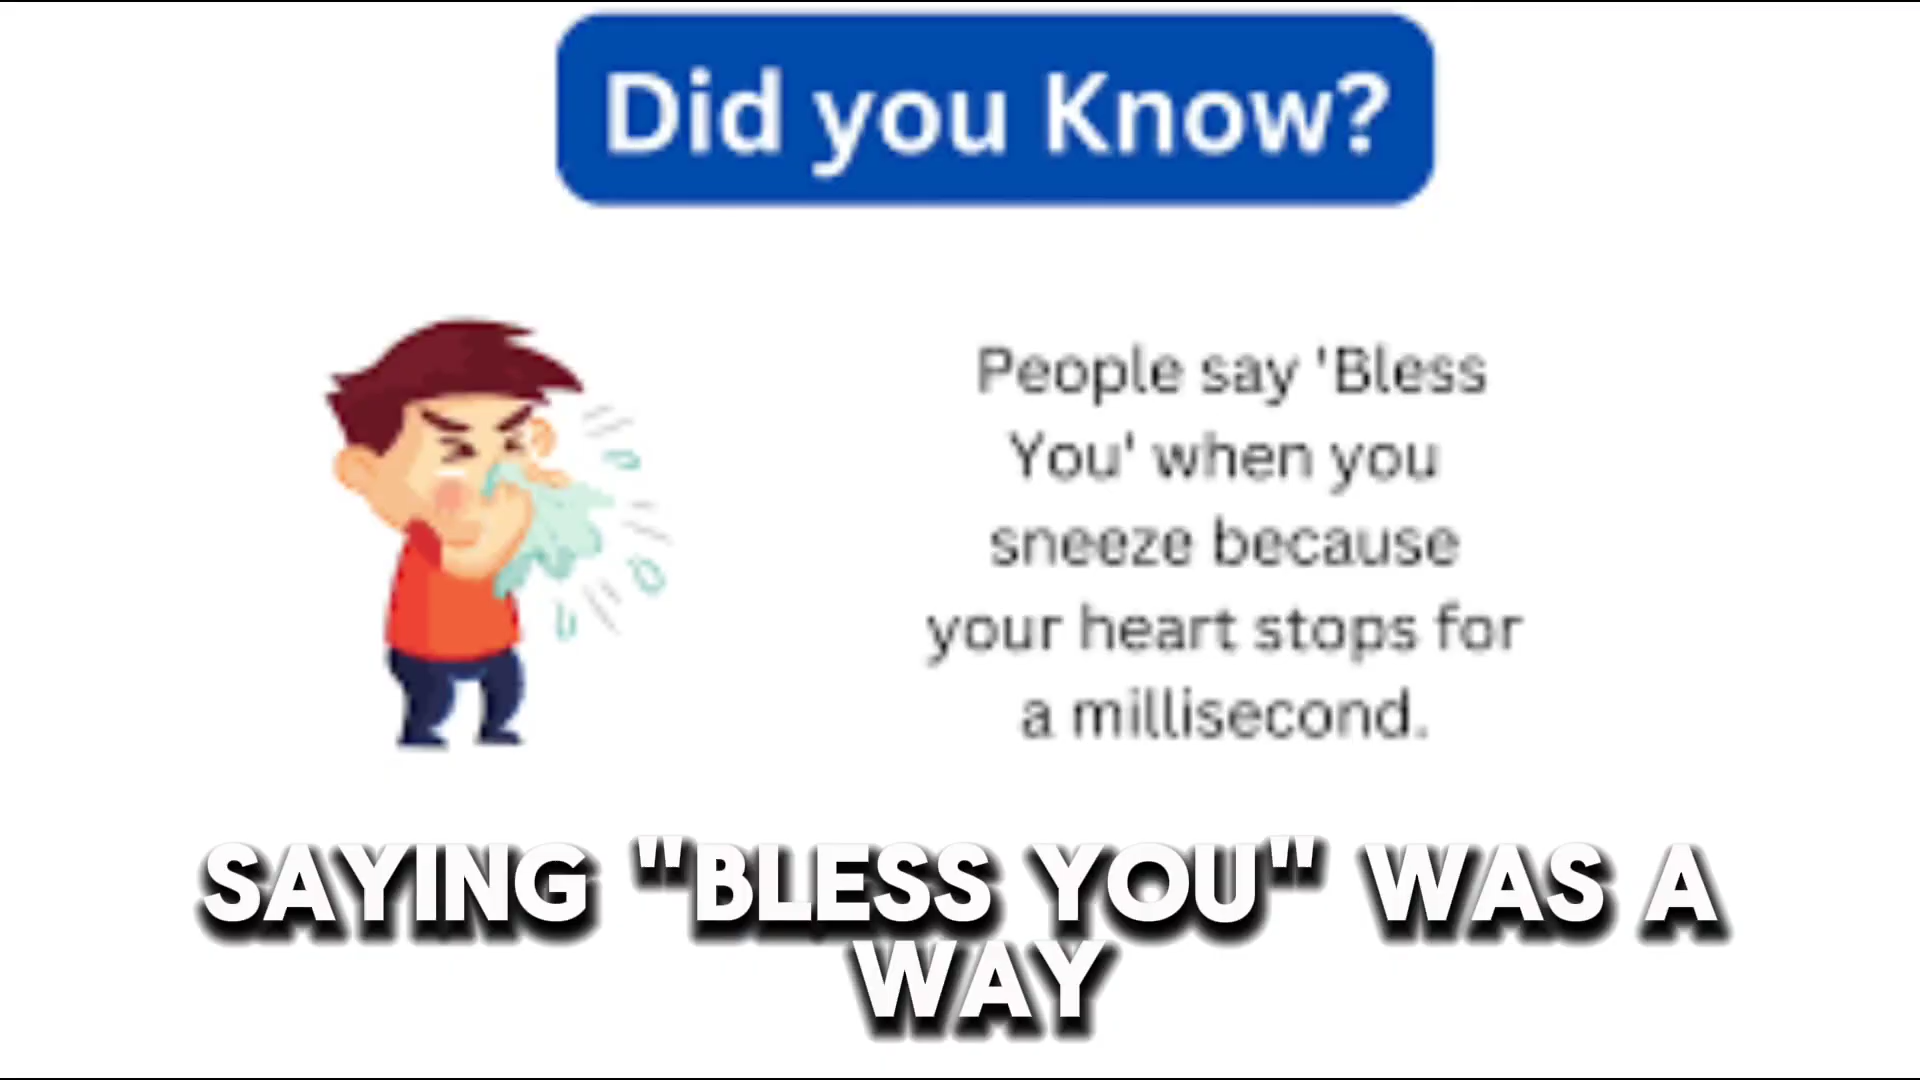 Did you Know?
People say 'Bless
You' when you
sneeze because
your heart stops for
a millisecond.
SAYING "BLESS YOU" WAS A
WAY